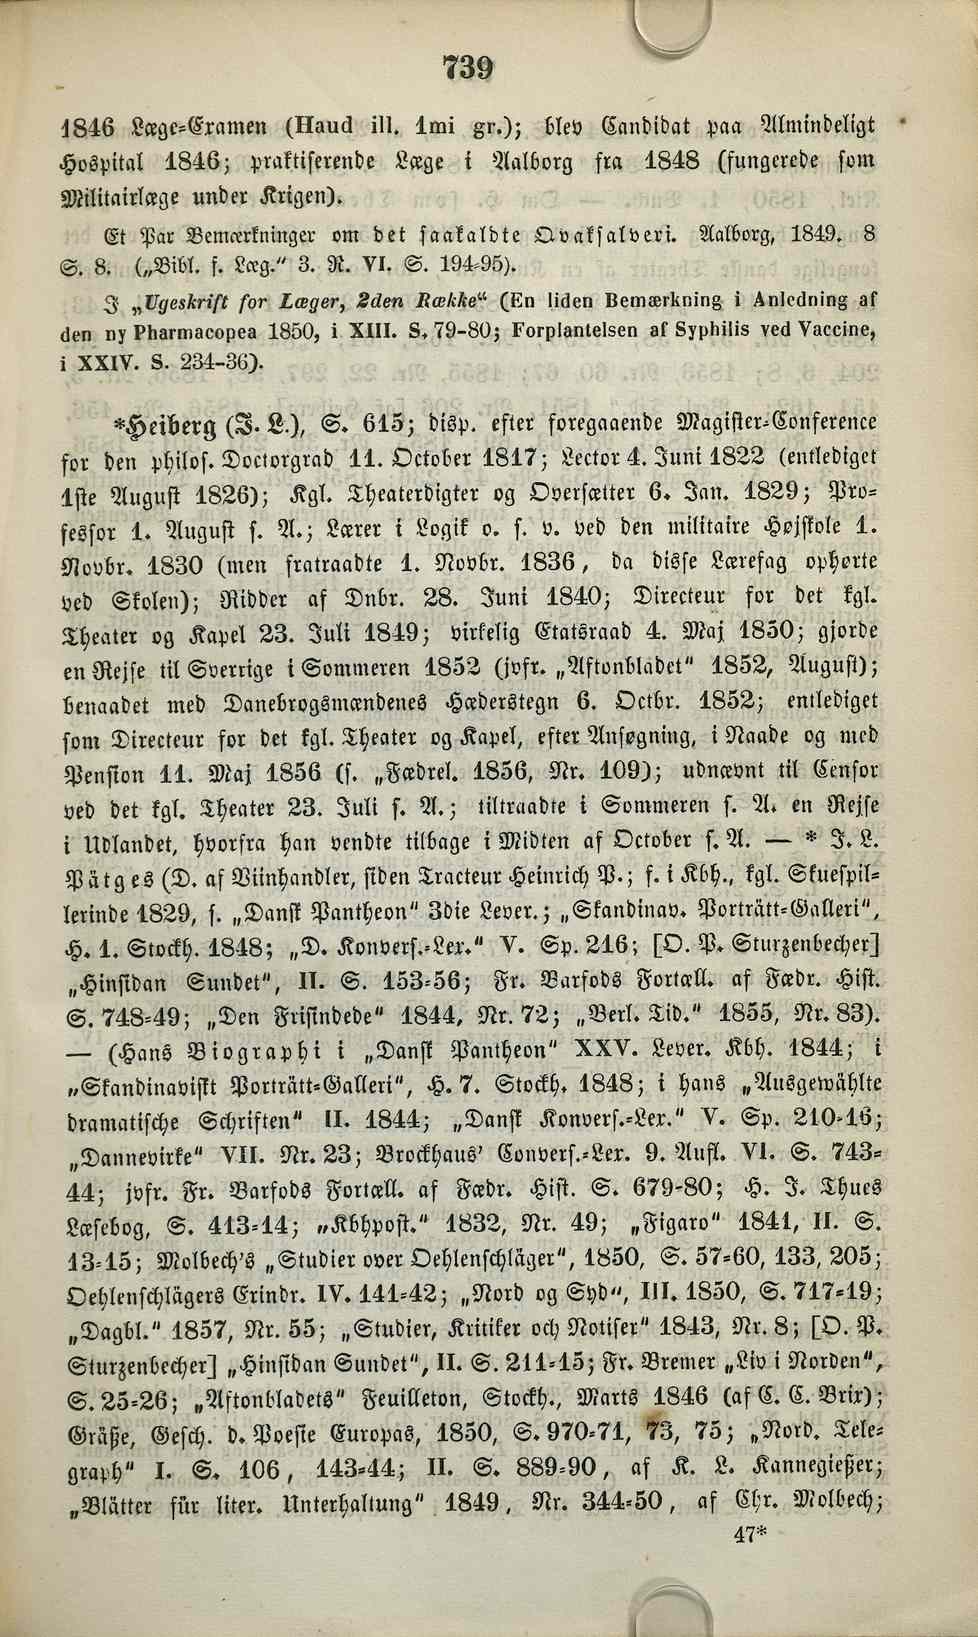 739
1846 Læge-Examen (Haud ill. 1mi gr.); blev Candidat paa Almindeligt
Hospital 1846; praktiserende Læge i Aalborg fra 1848 (fungerede som
Militairlæge under Krigen).
Et Par Bemærkninger om det saakaldte Qvaksalveri. Aalborg, 1849. 8
S. 8. („Bibl. f. Læg.“ 3. R. VI. S. 194-95).
I „Ugeskrift for Læger, 2den Række“ (En liden Bemærkning i Anledning af
den ny Pharmacopea 1850, i XIII. S. 79-80; Forplantelsen af Syphilis ved Vaccine,
i XXIV. S. 234-36).
*Heiberg (J. L.), S. 615; disp. efter foregaaende Magister-Conference
for den philos. Doctorgrad 11. October 1817; Lector 4. Juni 1822 (entlediget
1ste August 1826); Kgl. Theaterdigter og Oversætter 6. Jan. 1829; Pro-
fessor 1. August s. A.; Lærer i Logik o. s. v. ved den militaire Højskole 1.
Novbr. 1830 (men fratraadte 1. Novbr. 1836, da disse Lærefag ophørte
ved Skolen); Ridder af Dnbr. 28. Juni 1840; Directeur for det kgl.
Theater og Kapel 23. Juli 1849; virkelig Etatsraad 4. Maj 1850; gjorde
en Rejse til Sverrige i Sommeren 1852 (jvfr. „Aftonbladet“ 1852, August);
benaadet med Danebrogsmændenes Hæderstegn 6. Octbr. 1852; entlediget
som Directeur for det kgl. Theater og Kapel, efter Ansøgning, i Naade og med
Pension 11. Maj 1856 (s. „Fædrel. 1856, Nr. 109); udnævnt til Censor
ved det kgl. Theater 23. Juli s. A.; tiltraadte i Sommeren s. A. en Rejse
i Udlandet, hvorfra han vendte tilbage i Midten af October s. A. — * J. L.
Pätges (D. af Viinhandler, siden Tracteur Heinrich P.; f. i Kbh., kgl. Skuespil-
lerinde 1829, s. „Dansk Pantheon“ 3die Lever.; „Skandinav. Porträtt-Galleri“,
H. 1. Stockh. 1848; „D. Konvers.-Lex.“ V. Sp. 216; [O. P. Sturzenbecher]
„Hinsidan Sundet“, II. S. 153-56; Fr. Barfods Fortæll. af Fædr. Hist.
S. 748-49; „Den Frisindede“ 1844, Nr. 72; „Berl. Tid.“ 1855, Nr. 83).
— (Hans Biographi i „Dansk Pantheon“ XXV. Lever. Kbh. 1844; i
„Skandinaviskt Porträtt-Galleri“, H. 7. Stockh. 1848; i hans „Ausgewählte
dramatische Schriften“ II. 1844; „Dansk Konvers.-Lex.“ V. Sp. 210-16;
„Dannevirke“ VII. Nr. 23; Brockhaus' Convers.-Lex. 9. Aufl. VI. S. 743-
44; jvfr. Fr. Barfods Fortæll. af Fædr. Hist. S. 679-80; H. J. Thues
Læsebog, S. 413-14; „Kbhpost.“ 1832, Nr. 49; „Figaro“ 1841, II. S.
13-15; Molbech's „Studier over Oehlenschläger“, 1850, S. 57-60, 133, 205;
Oehlenschlägers Erindr. IV. 141-42; „Nord og Syd“, III. 1850, S. 717-19;
„Dagbl.“ 1857, Nr. 55; „Studier, Kritiker och Notiser“ 1843, Nr. 8; [O. P.
Sturzenbecher] „Hinsidan Sundet“, II. S. 211-15; Fr. Bremer „Liv i Norden“,
S. 25-26; „Aftonbladets“ Feuilleton, Stockh., Marts 1846 (af C. C. Brix);
Gräße, Gesch. d. Poesie Europas, 1850, S. 970-71, 73, 75; „Nord. Tele-
graph“ I. S. 106, 143-44; II. S. 889-90, af K. L. Kannegießer;
„Blätter für liter. Unterhaltung“ 1849, Nr. 344-50, af Chr. Molbech;
47*